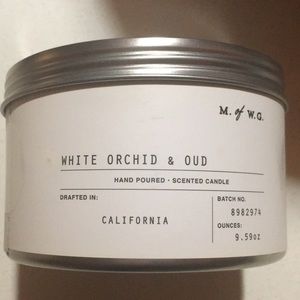 M. of W.G.
WHITE ORCHID & OUD
HAND POURED · SCENTED CANDLE
DRAFTED IN:
CALIFORNIA
BATCH NO.
8982974
OUNCES:
9.59oz